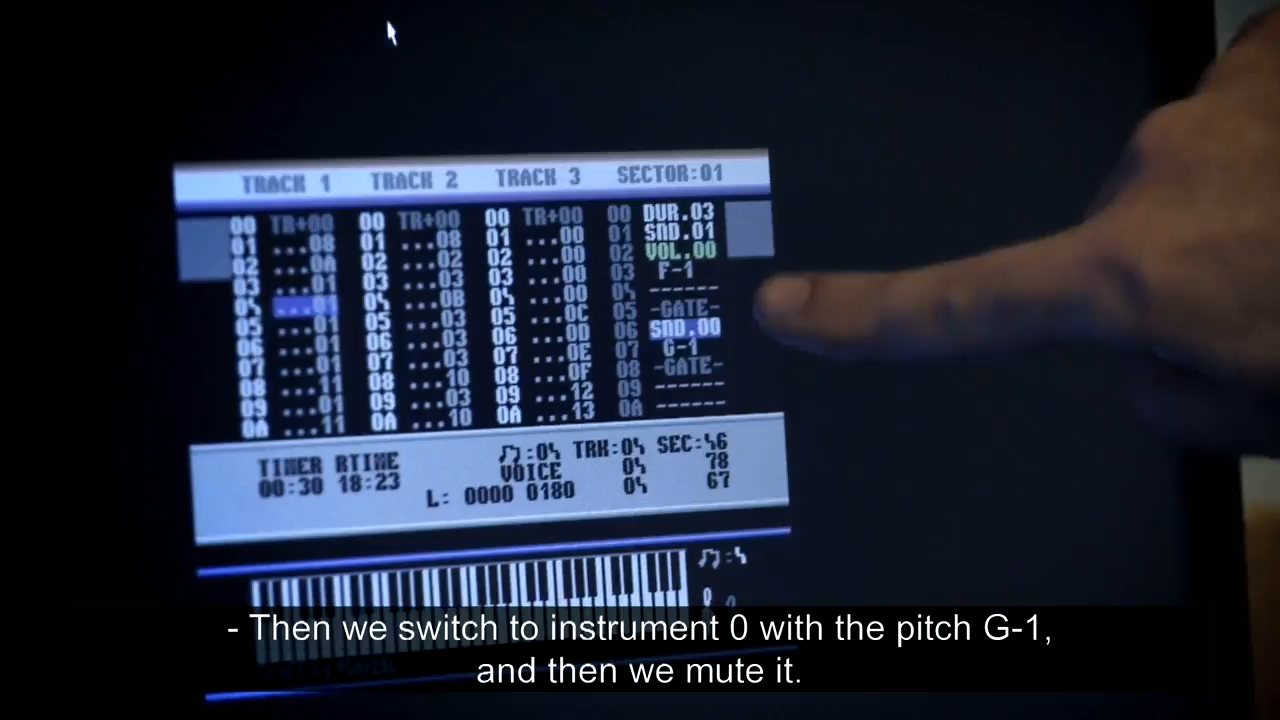 TRACK 1 TRACK 2 TRACK 3 SECTOR:01
00 TR+00 00 TR+00 00 TR+00 00 DUR.03
01 ...08 01 ...08 01 ...00 01 SND.01
02 ...0A 02 ...02 02 ...00 02 VOL.00
03 ...01 03 ...03 03 ...00 03 F-1
04 ...01 04 ...0B 04 ...00 04 ------
05 ...01 05 ...03 05 ...0C 05 -GATE-
06 ...01 06 ...03 06 ...0D 06 SND.00
07 ...01 07 ...03 07 ...0E 07 G-1
08 ...11 08 ...10 08 ...0F 08 -GATE-
09 ...01 09 ...03 09 ...12 09 ------
0A ...11 0A ...10 0A ...13 0A ------
TIMER RTIME ♫:04 TRK:04 SEC:46
00:30 18:23 VOICE 04 78
L: 0000 0180 04 67
♫:4
- Then we switch to instrument 0 with the pitch G-1,
and then we mute it.